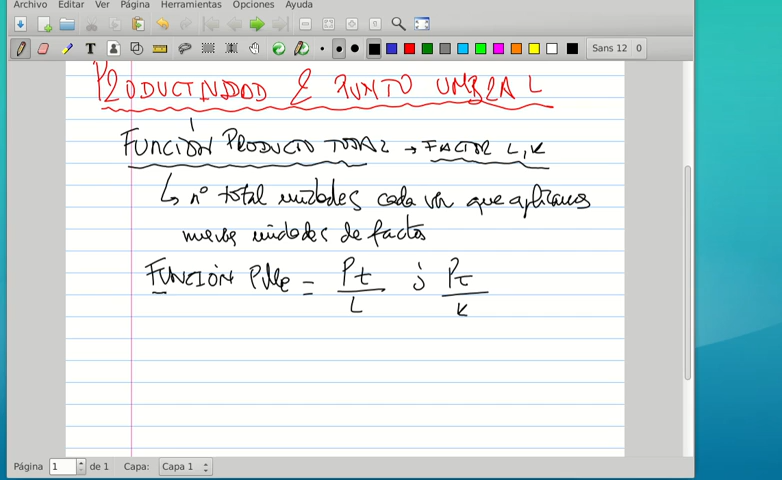 Archivo Editar Ver Página Herramientas Opciones Ayuda
Sans 12 0
PRODUCTIVIDAD & PUNTO UMBRAL
FUNCIÓN PRODUCTO TOTAL → FACTOR L, K
↳ nº total unidades cada vez que aplicamos
nuevas unidades de factor
FUNCIÓN PMe = Pt/L ó Pt/K
Página 1 de 1 Capa: Capa 1